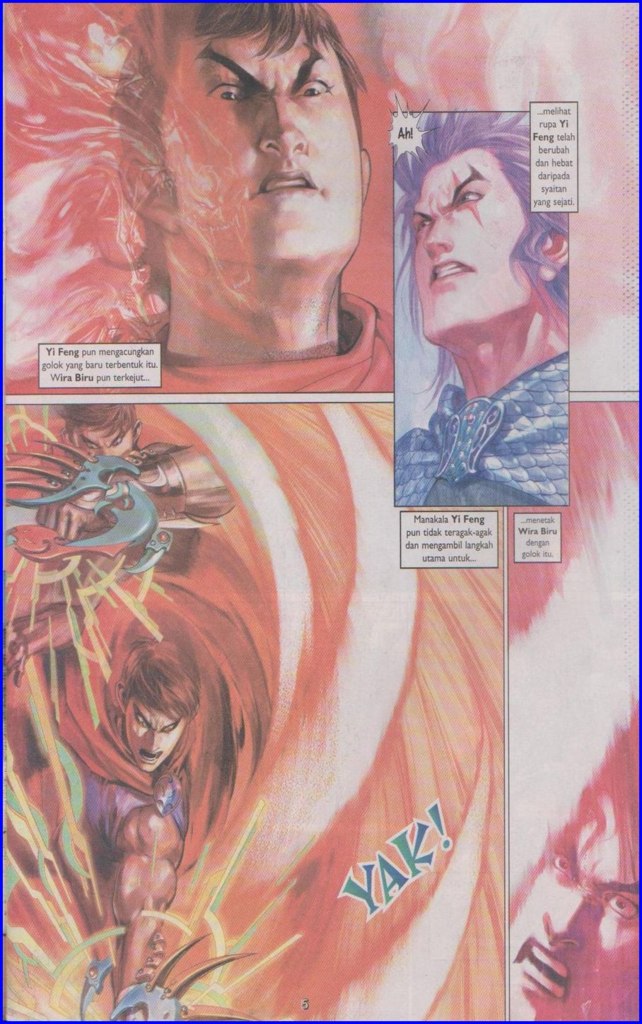 Yi Feng pun mengacungkan
golok yang baru terbentuk itu.
Wira Biru pun terkejut...
Ah!
...melihat
rupa Yi
Feng telah
berubah
dan hebat
daripada
syaitan
yang sejati.
Manakala Yi Feng
pun tidak teragak-agak
dan mengambil langkah
utama untuk...
...menetak
Wira Biru
dengan
golok itu.
YAK!
5